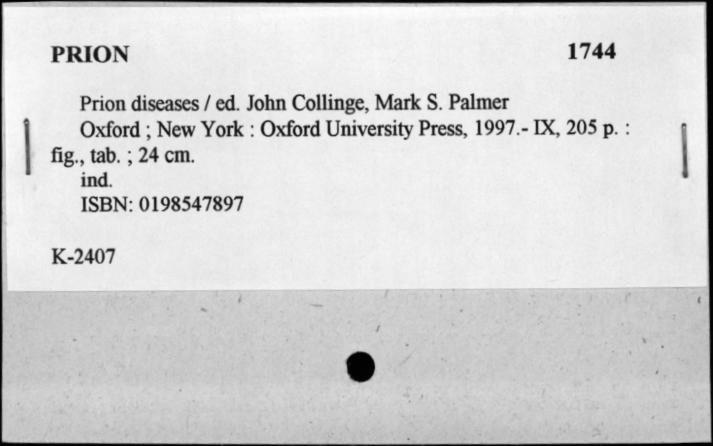 PRION 1744
Prion diseases / ed. John Collinge, Mark S. Palmer
Oxford ; New York : Oxford University Press, 1997.- IX, 205 p. :
fig., tab. ; 24 cm.
ind.
ISBN: 0198547897
K-2407